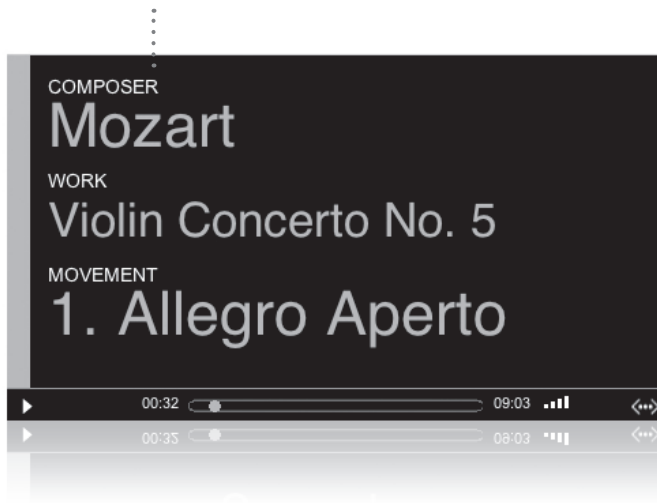 COMPOSER
Mozart
WORK
Violin Concerto No. 5
MOVEMENT
1. Allegro Aperto
00:32 09:03